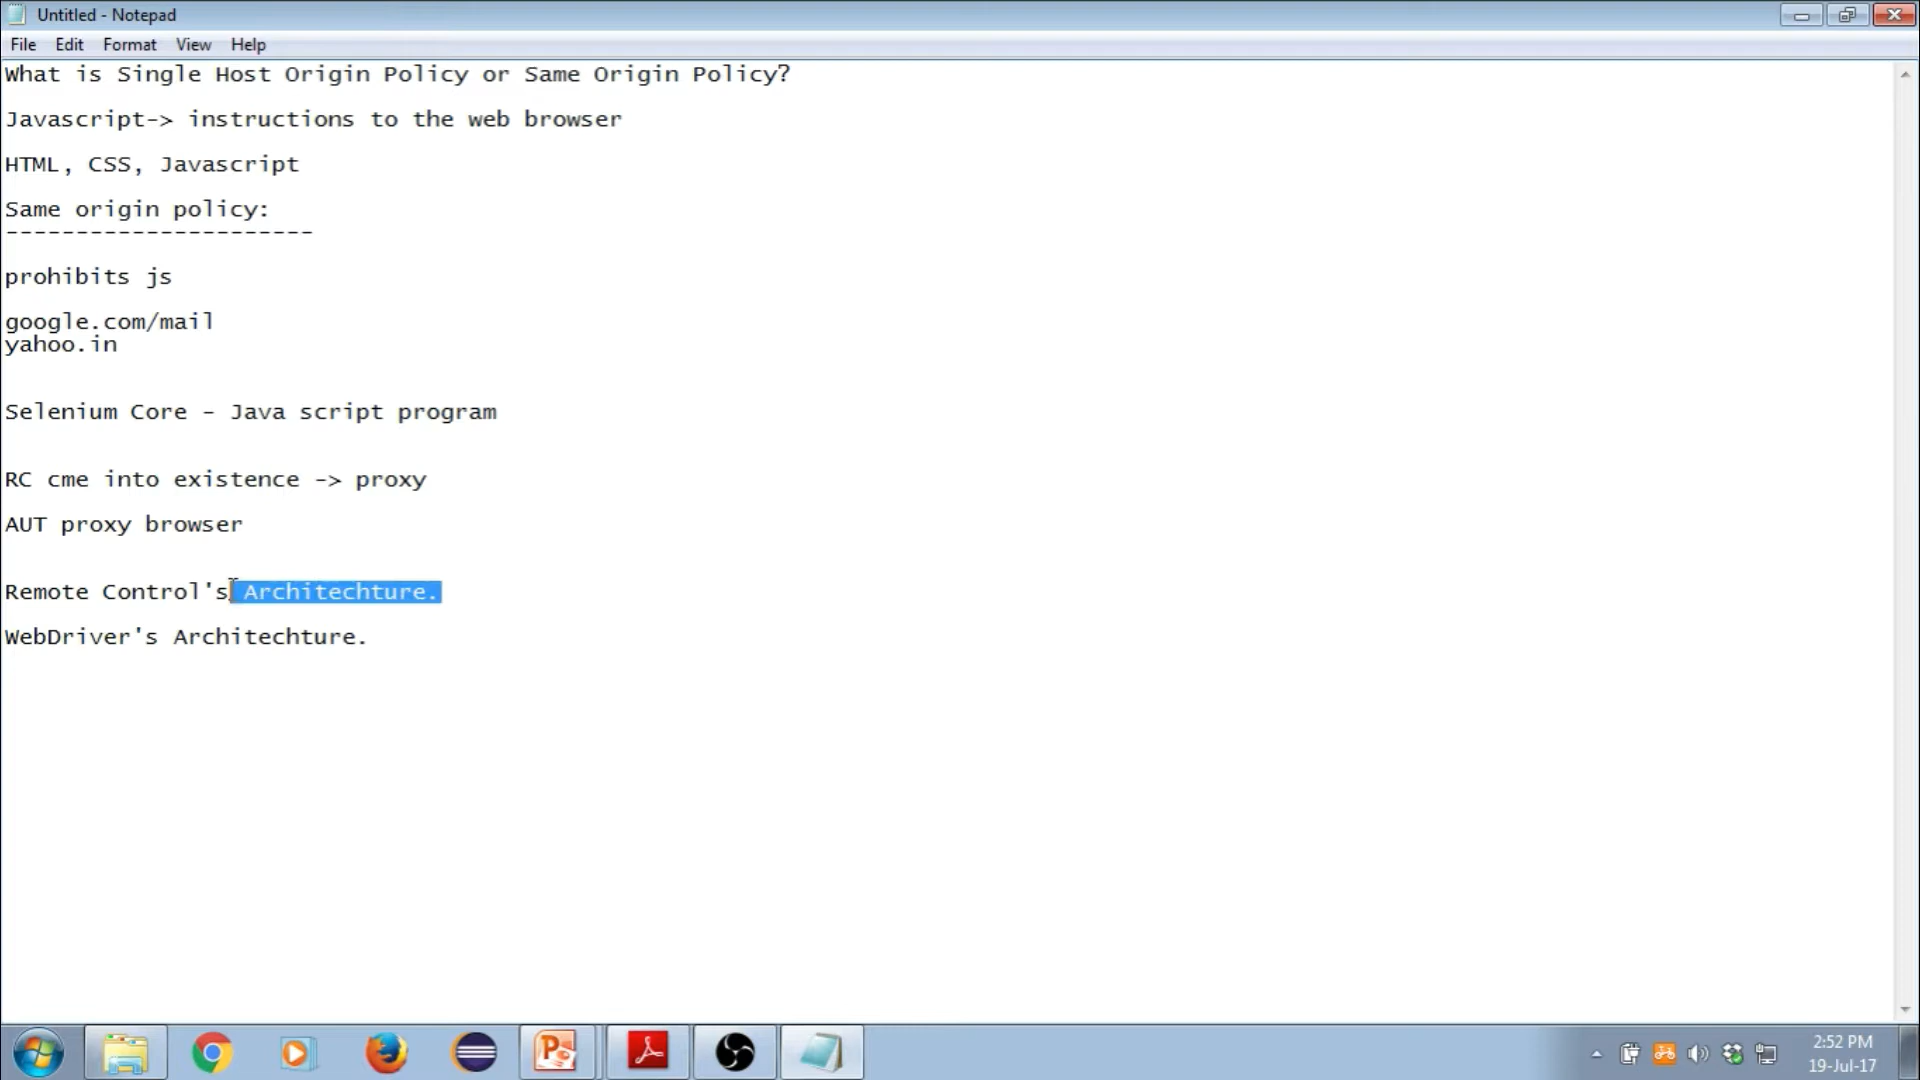 Untitled - Notepad
File Edit Format View Help
What is Single Host Origin Policy or Same Origin Policy?
Javascript-> instructions to the web browser
HTML, CSS, Javascript
Same origin policy:
----------------------
prohibits js
google.com/mail
yahoo.in
Selenium Core - Java script program
RC cme into existence -> proxy
AUT proxy browser
Remote Control's Architechture.
WebDriver's Architechture.
2:52 PM
19-Jul-17